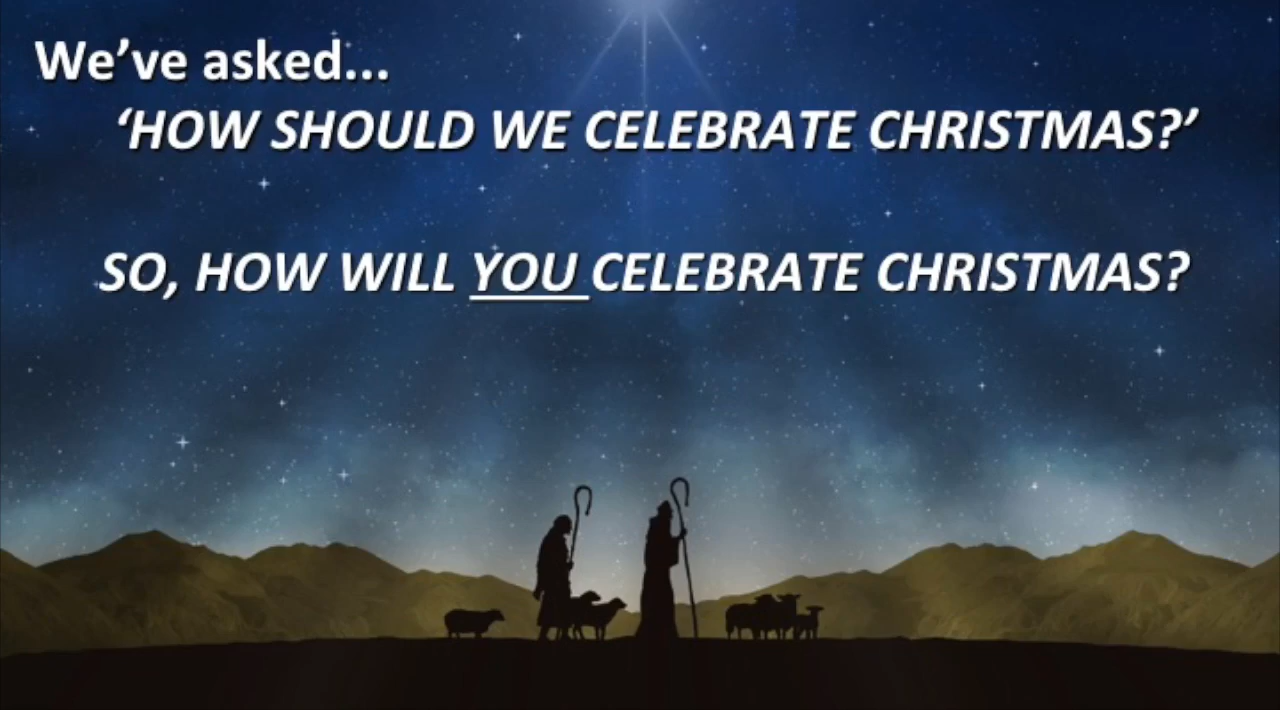 We’ve asked...
‘HOW SHOULD WE CELEBRATE CHRISTMAS?’
SO, HOW WILL YOU CELEBRATE CHRISTMAS?